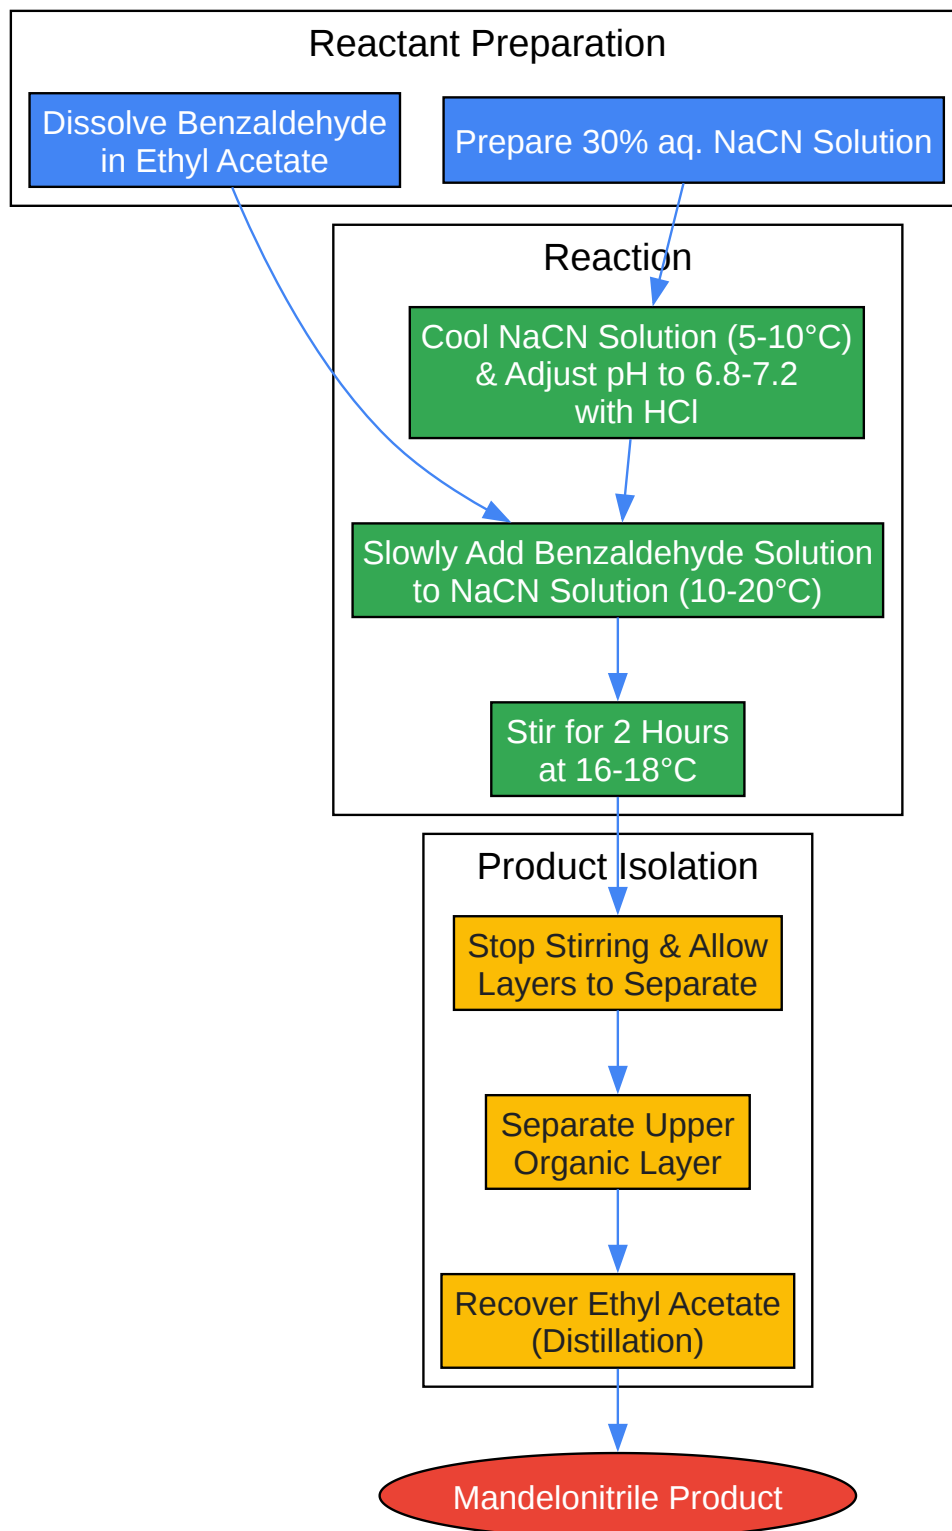 Reactant Preparation
Dissolve Benzaldehyde
in Ethyl Acetate
Prepare 30% aq. NaCN Solution
Reaction
Cool NaCN Solution (5-10°C)
& Adjust pH to 6.8-7.2
with HCl
Slowly Add Benzaldehyde Solution
to NaCN Solution (10-20°C)
Stir for 2 Hours
at 16-18°C
Product Isolation
Stop Stirring & Allow
Layers to Separate
Separate Upper
Organic Layer
Recover Ethyl Acetate
(Distillation)
Mandelonitrile Product